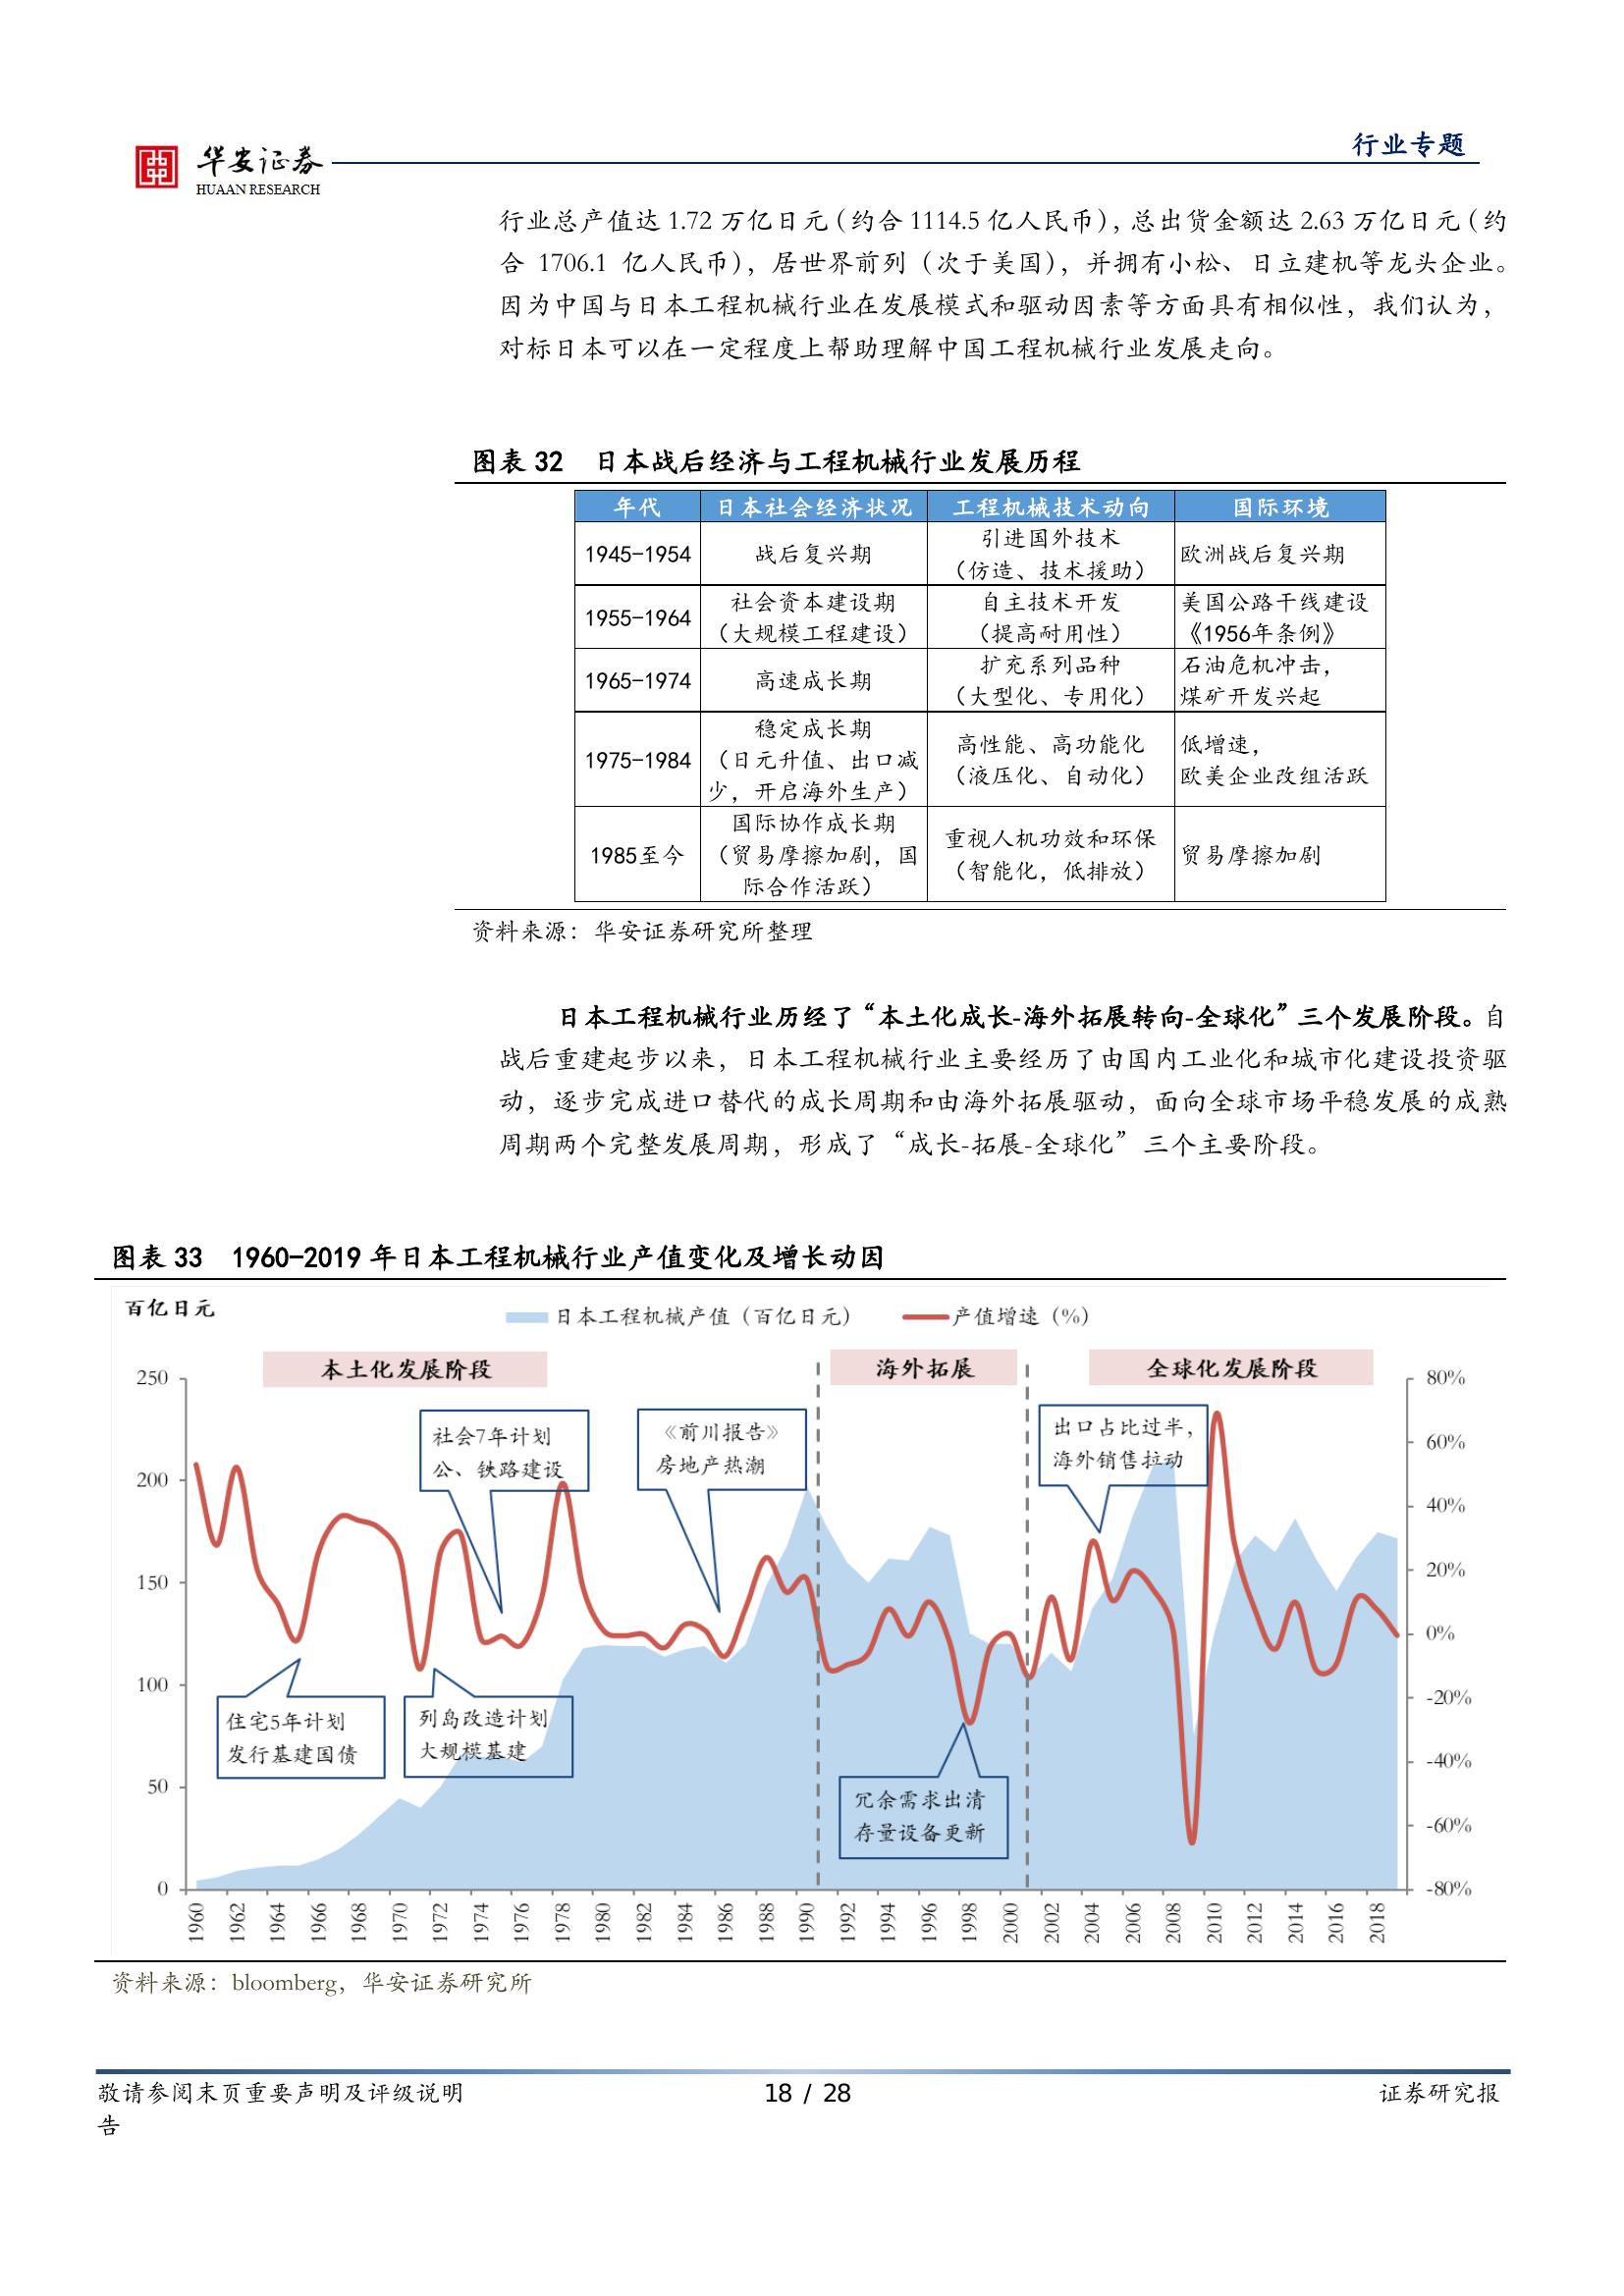 华安证券
HUAAN RESEARCH
行业专题
行业总产值达 1.72 万亿日元（约合 1114.5 亿人民币），总出货金额达 2.63 万亿日元（约
合 1706.1 亿人民币），居世界前列（次于美国），并拥有小松、日立建机等龙头企业。
因为中国与日本工程机械行业在发展模式和驱动因素等方面具有相似性，我们认为，
对标日本可以在一定程度上帮助理解中国工程机械行业发展走向。
图表 32 日本战后经济与工程机械行业发展历程
年代 日本社会经济状况 工程机械技术动向 国际环境
1945-1954 战后复兴期 引进国外技术 欧洲战后复兴期
（仿造、技术援助）
1955-1964 社会资本建设期 自主技术开发 美国公路干线建设
（大规模工程建设） （提高耐用性） 《1956年条例》
1965-1974 高速成长期 扩充系列品种 石油危机冲击，
（大型化、专用化） 煤矿开发兴起
1975-1984 稳定成长期 高性能、高功能化 低增速，
（日元升值、出口减 （液压化、自动化） 欧美企业改组活跃
少，开启海外生产）
1985至今 国际协作成长期 重视人机功效和环保 贸易摩擦加剧
（贸易摩擦加剧，国 （智能化，低排放）
际合作活跃）
资料来源：华安证券研究所整理
日本工程机械行业历经了“本土化成长-海外拓展转向-全球化”三个发展阶段。自
战后重建起步以来，日本工程机械行业主要经历了由国内工业化和城市化建设投资驱
动，逐步完成进口替代的成长周期和由海外拓展驱动，面向全球市场平稳发展的成熟
周期两个完整发展周期，形成了“成长-拓展-全球化”三个主要阶段。
图表 33 1960-2019 年日本工程机械行业产值变化及增长动因
百亿日元
日本工程机械产值（百亿日元） 产值增速（%）
本土化发展阶段 海外拓展 全球化发展阶段
250
200
150
100
50
0
80%
60%
40%
20%
0%
-20%
-40%
-60%
-80%
社会7年计划
公、铁路建设
《前川报告》
房地产热潮
出口占比过半，
海外销售拉动
住宅5年计划
发行基建国债
列岛改造计划
大规模基建
冗余需求出清
存量设备更新
1960 1962 1964 1966 1968 1970 1972 1974 1976 1978 1980 1982 1984 1986 1988 1990 1992 1994 1996 1998 2000 2002 2004 2006 2008 2010 2012 2014 2016 2018
资料来源：bloomberg，华安证券研究所
敬请参阅末页重要声明及评级说明 18 / 28 证券研究报
告